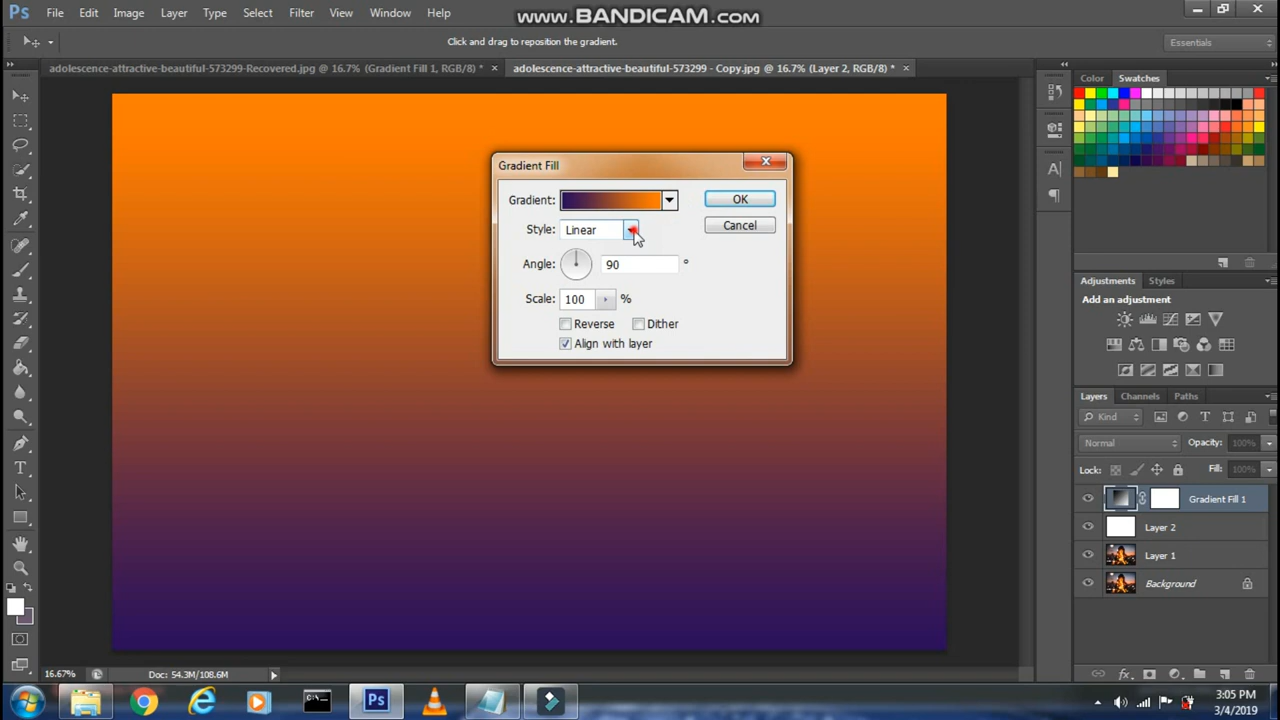 Ps File Edit Image Layer Type Select Filter View Window Help
www.BANDICAM.com
Click and drag to reposition the gradient.
Essentials
adolescence-attractive-beautiful-573299-Recovered.jpg @ 16.7% (Gradient Fill 1, RGB/8) *
adolescence-attractive-beautiful-573299 - Copy.jpg @ 16.7% (Layer 2, RGB/8) *
Color Swatches
Gradient Fill
Gradient:
OK
Style: Linear
Cancel
Angle: 90 °
Scale: 100 %
Reverse Dither
Align with layer
Adjustments Styles
Add an adjustment
Layers Channels Paths
Kind
Normal Opacity: 100%
Lock: Fill: 100%
Gradient Fill 1
Layer 2
Layer 1
Background
16.67% Doc: 54.3M/108.6M
Ps
3:05 PM
3/4/2019